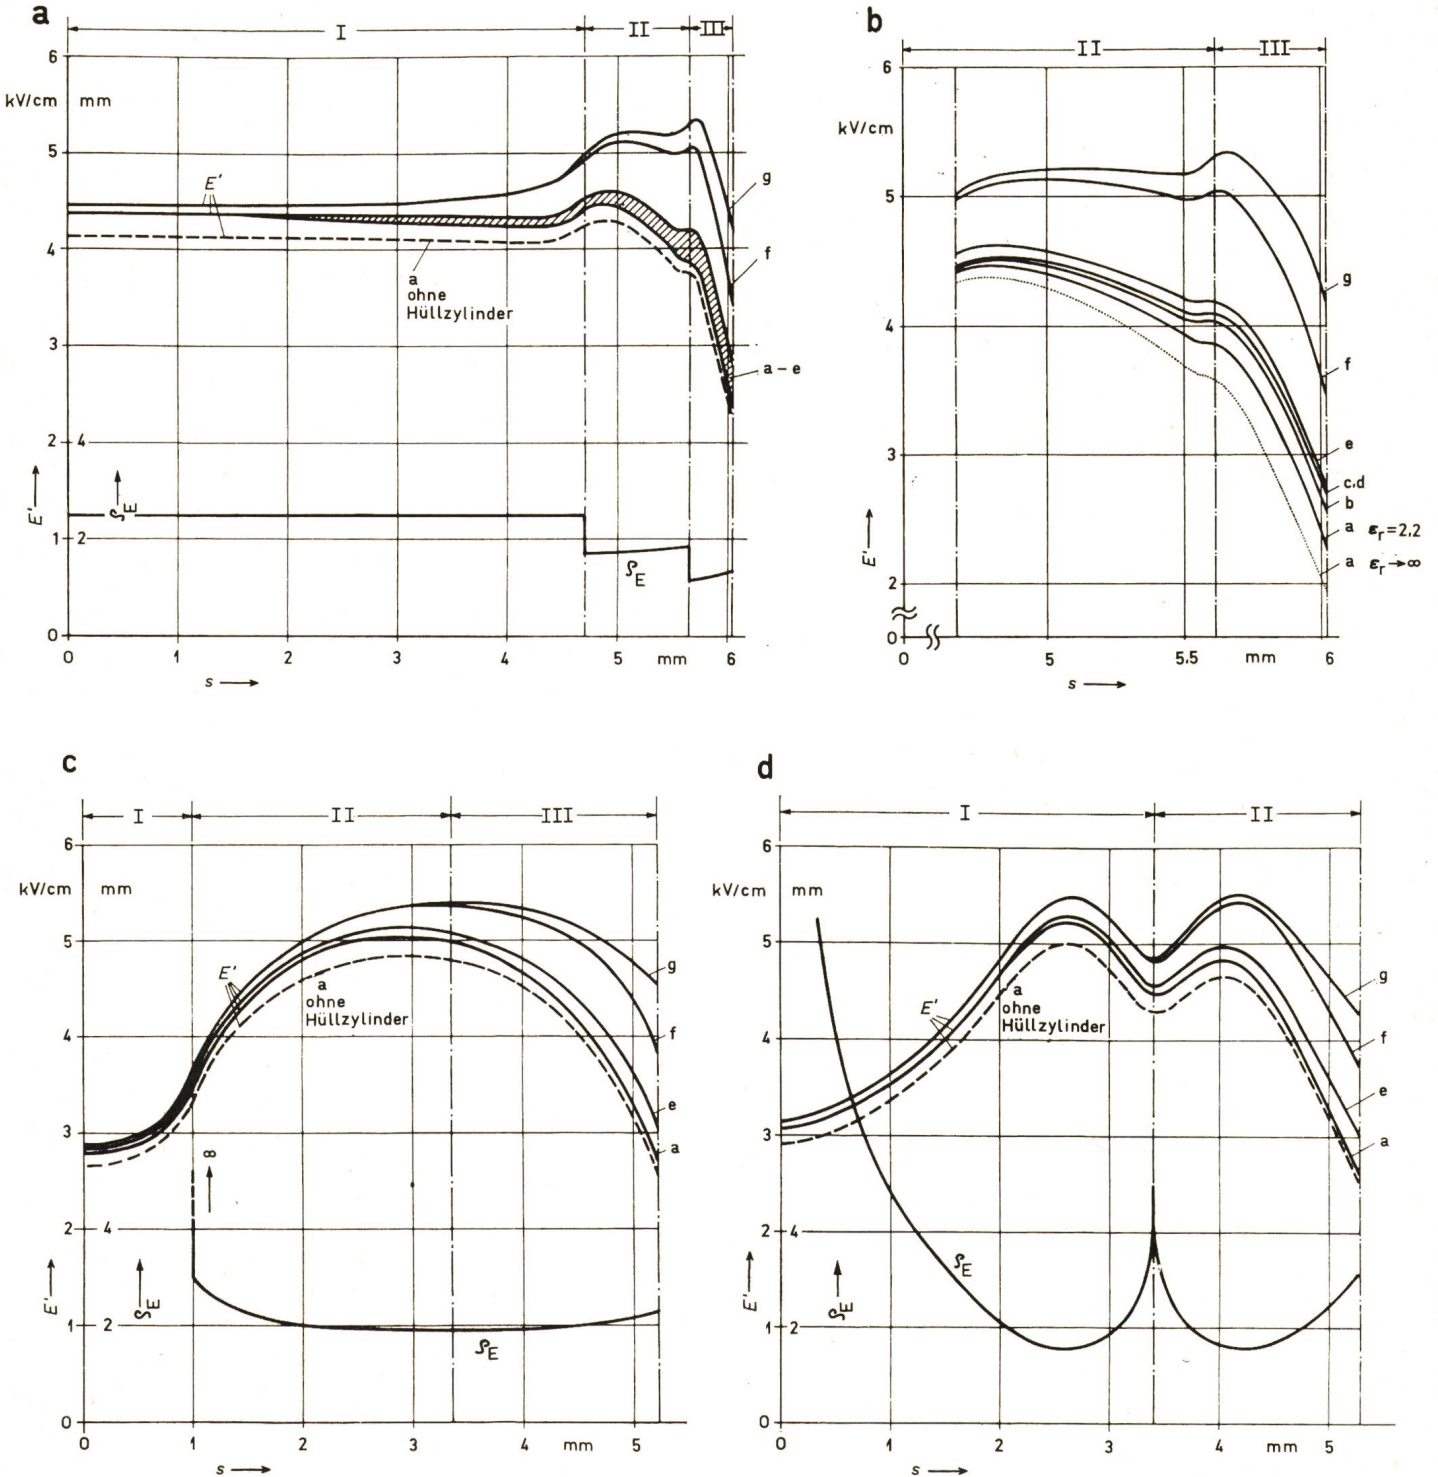 a
I II III
6
kV/cm mm
5
E'
g
4
f
a
ohne
Hüllzylinder
3
a – e
2 4
E' ρE
1 2
ρE
0
0 1 2 3 4 5 mm 6
s
b
II III
6
kV/cm
5
g
4
f
3
e
c,d
b
a εr=2,2
E'
a εr→∞
2
0
0 5 5.5 mm 6
s
c
I II III
6
kV/cm mm
5
E'
g
a
ohne
Hüllzylinder
4
f
e
3
a
∞
2 4
E' ρE
1 2
ρE
0
0 1 2 3 4 mm 5
s
d
I II
6
kV/cm mm
5
g
E'
a
ohne
Hüllzylinder
4
f
e
3
a
2 4
ρE
E' ρE
1 2
0
0 1 2 3 4 mm 5
s